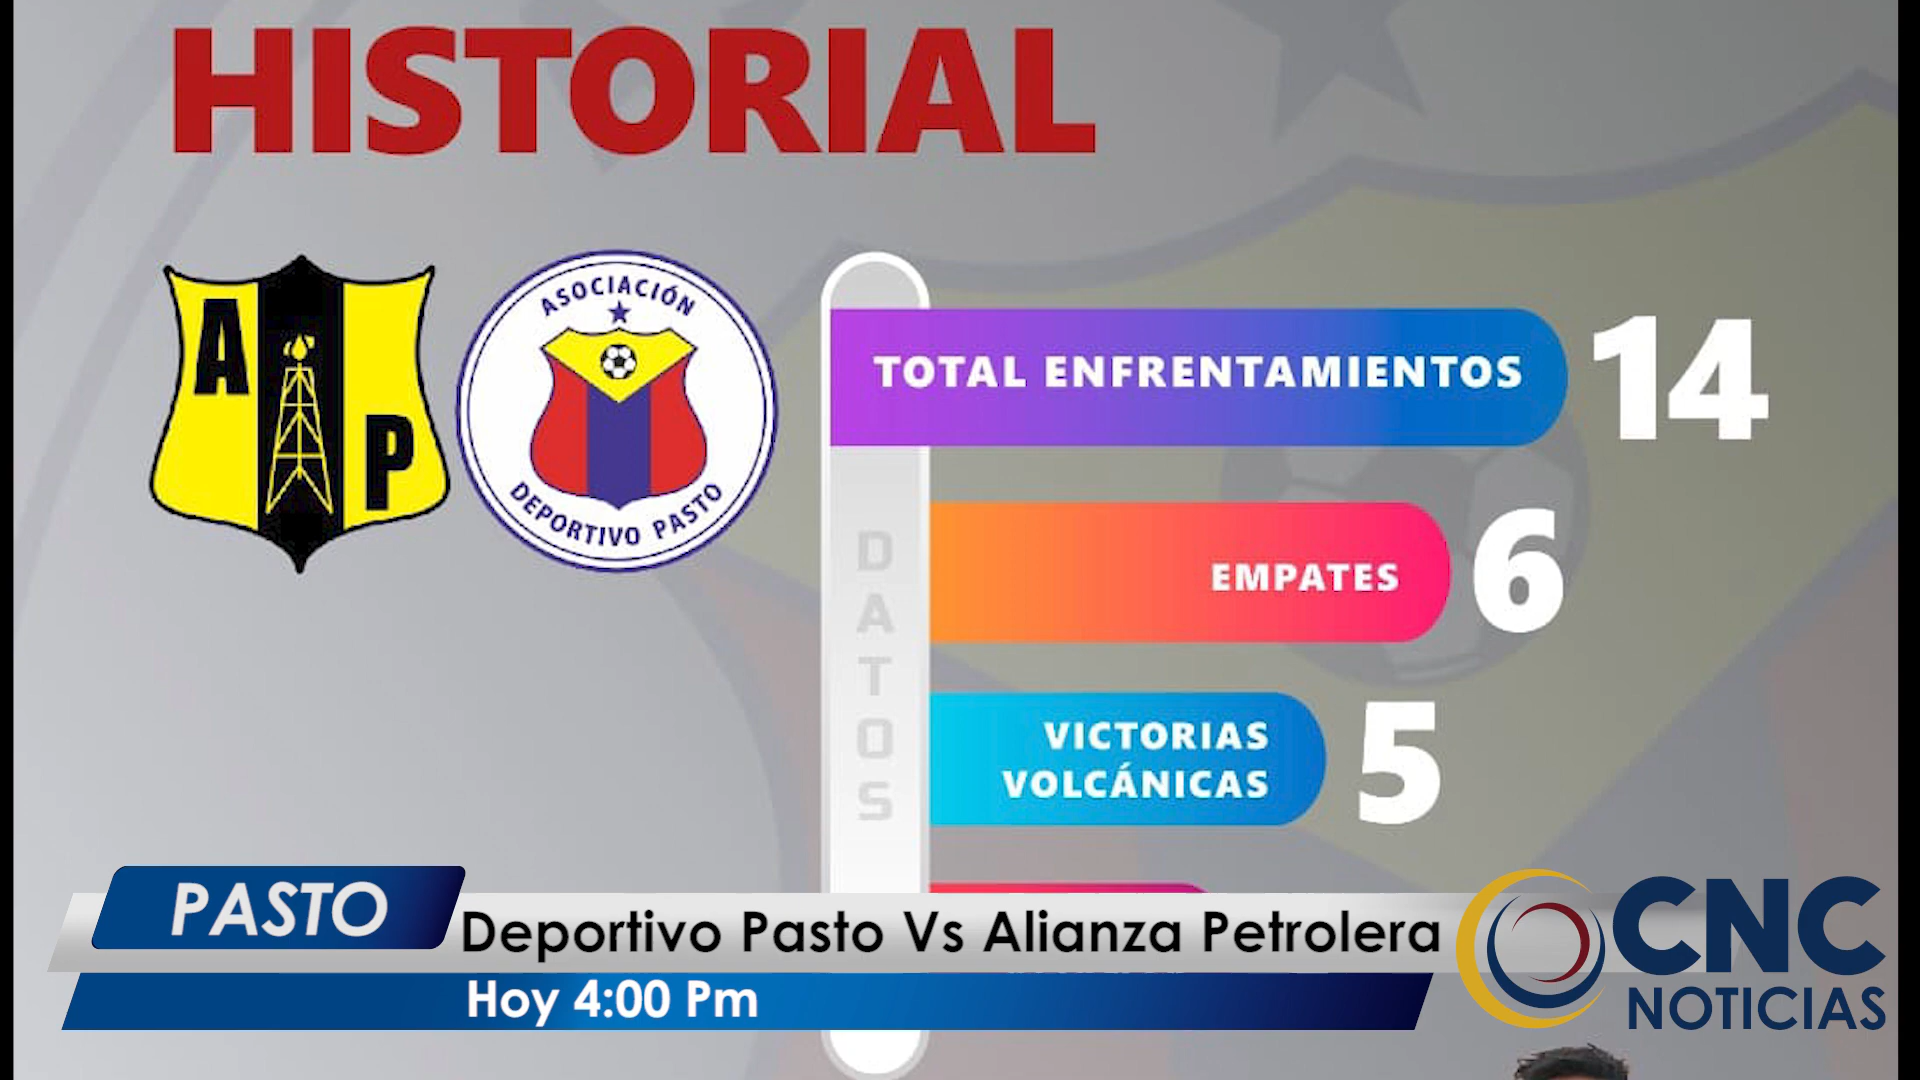 HISTORIAL
A
P
ASOCIACIÓN
DEPORTIVO PASTO
TOTAL ENFRENTAMIENTOS 14
EMPATES 6
VICTORIAS
VOLCÁNICAS 5
DATOS
PASTO
Deportivo Pasto Vs Alianza Petrolera
Hoy 4:00 Pm
CNC
NOTICIAS